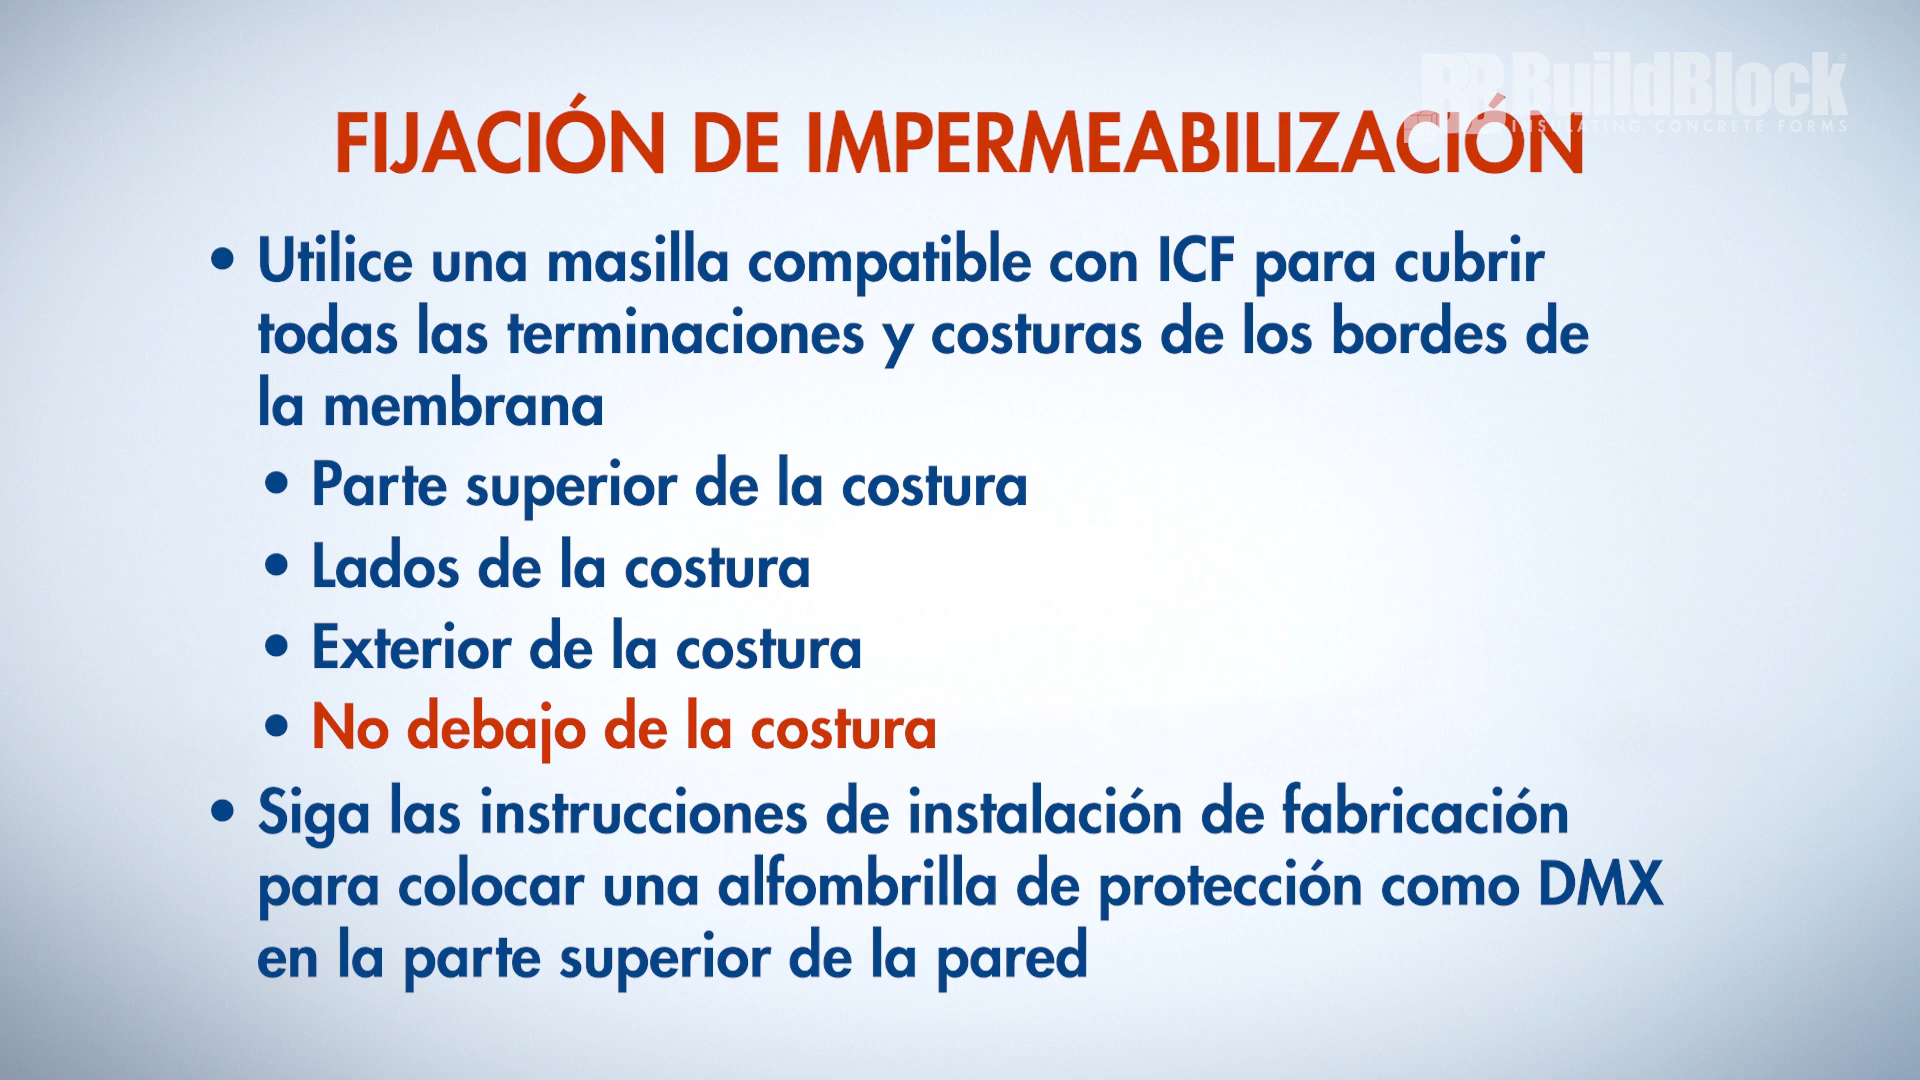 BuildBlock
INSULATING CONCRETE FORMS
FIJACIÓN DE IMPERMEABILIZACIÓN
• Utilice una masilla compatible con ICF para cubrir
todas las terminaciones y costuras de los bordes de
la membrana
• Parte superior de la costura
• Lados de la costura
• Exterior de la costura
• No debajo de la costura
• Siga las instrucciones de instalación de fabricación
para colocar una alfombrilla de protección como DMX
en la parte superior de la pared